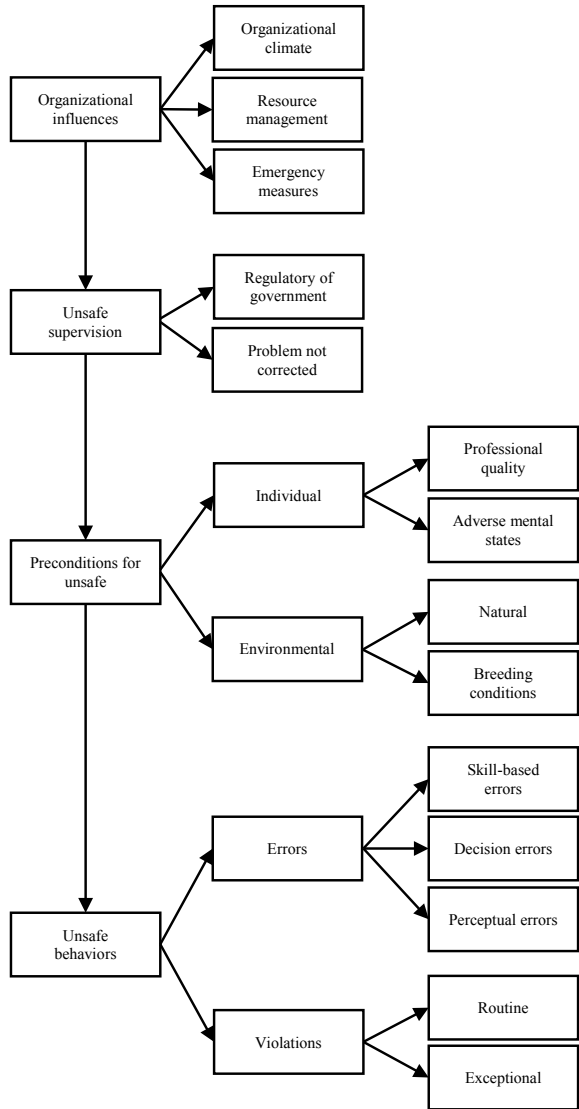 Organizational
climate
Organizational
influences
Resource
management
Emergency
measures
Unsafe
supervision
Regulatory of
government
Problem not
corrected
Preconditions for
unsafe
Individual
Professional
quality
Adverse mental
states
Environmental
Natural
Breeding
conditions
Unsafe
behaviors
Errors
Skill-based
errors
Decision errors
Perceptual errors
Violations
Routine
Exceptional